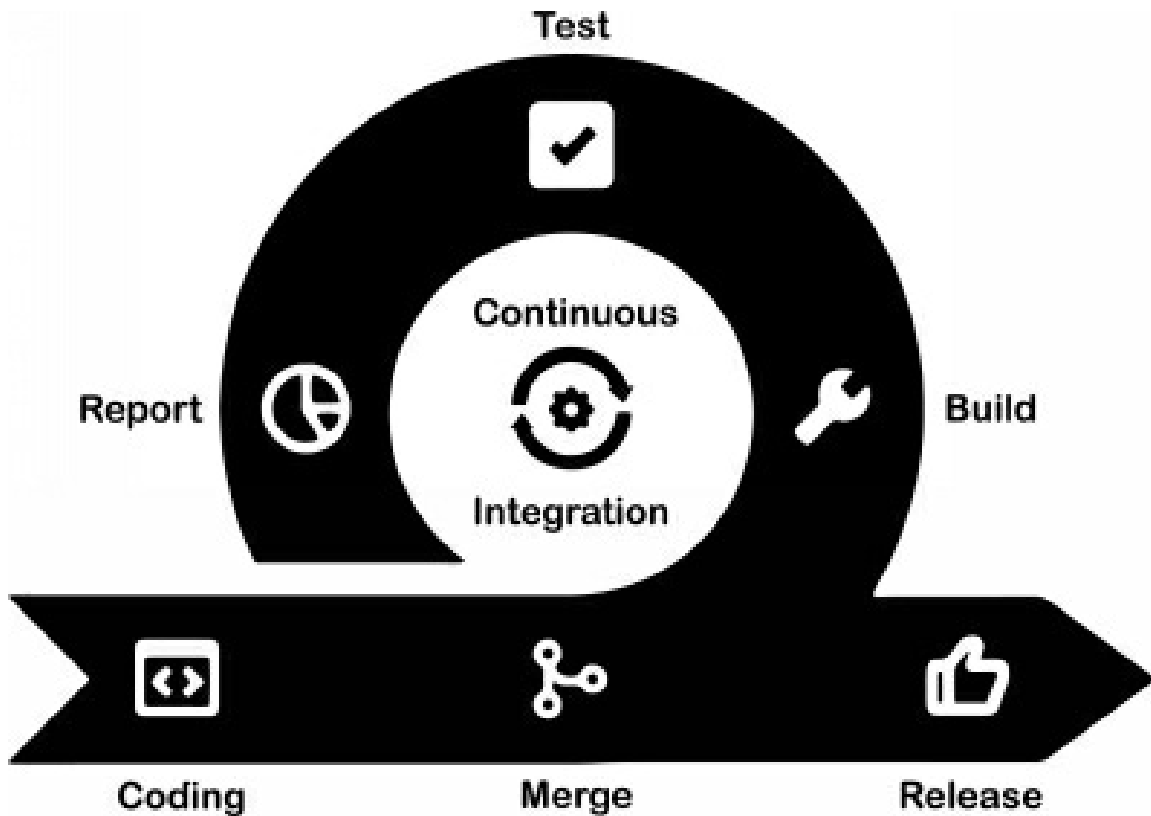 Test
Continuous
Report
Build
Integration
Coding
Merge
Release